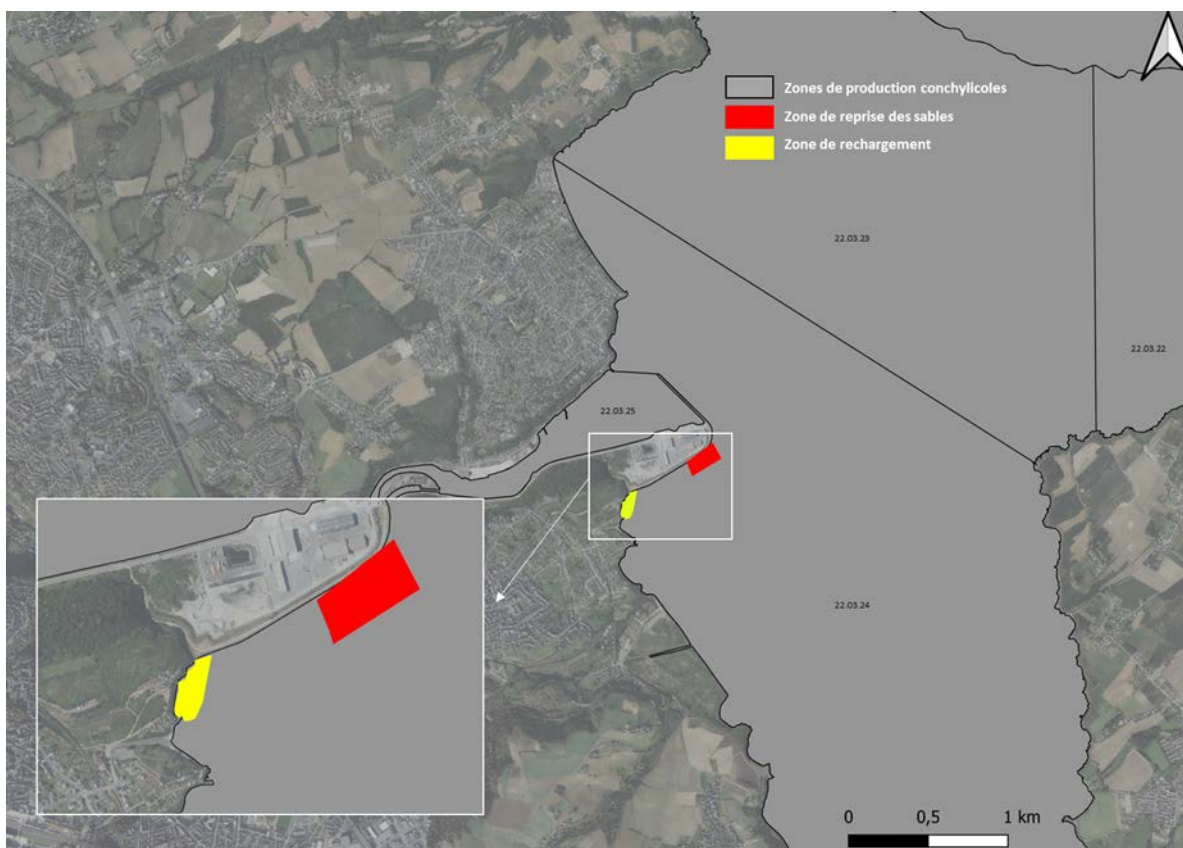 Zones de production conchylicoles
Zone de reprise des sables
Zone de rechargement
22.03.23
22.03.22
22.03.25
22.03.24
0 0,5 1 km